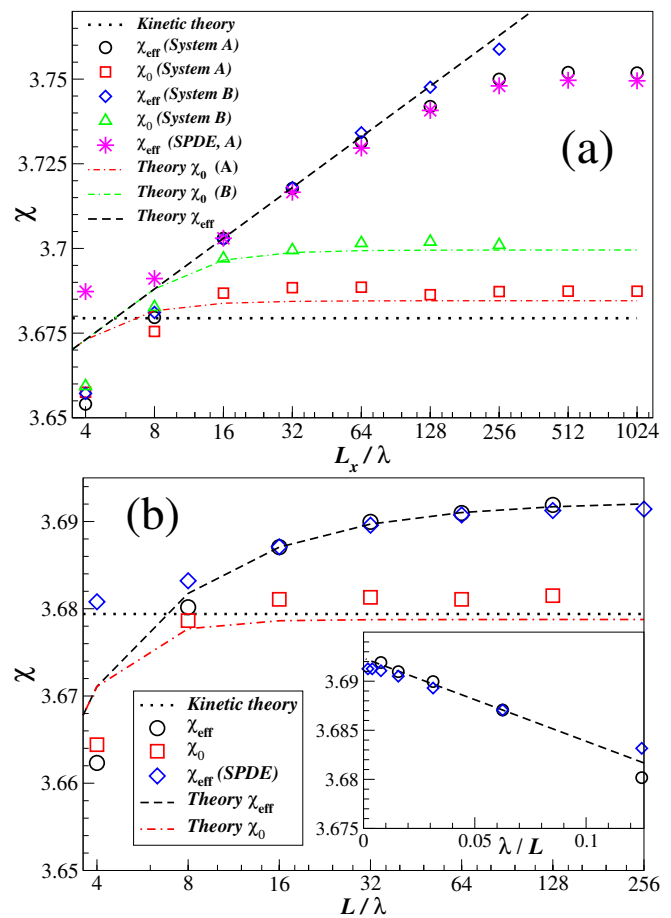 Kinetic theory
χeff (System A)
χ0 (System A)
χeff (System B)
χ0 (System B)
χeff (SPDE, A)
Theory χ0 (A)
Theory χ0 (B)
Theory χeff
(a)
3.75
3.725
3.7
3.675
3.65
χ
4 8 16 32 64 128 256 512 1024
Lx / λ
(b)
3.69
3.68
3.67
3.66
3.65
χ
Kinetic theory
χeff
χ0
χeff (SPDE)
Theory χeff
Theory χ0
3.69
3.685
3.68
3.675
0 0.05 0.1
λ / L
4 8 16 32 64 128 256
L / λ